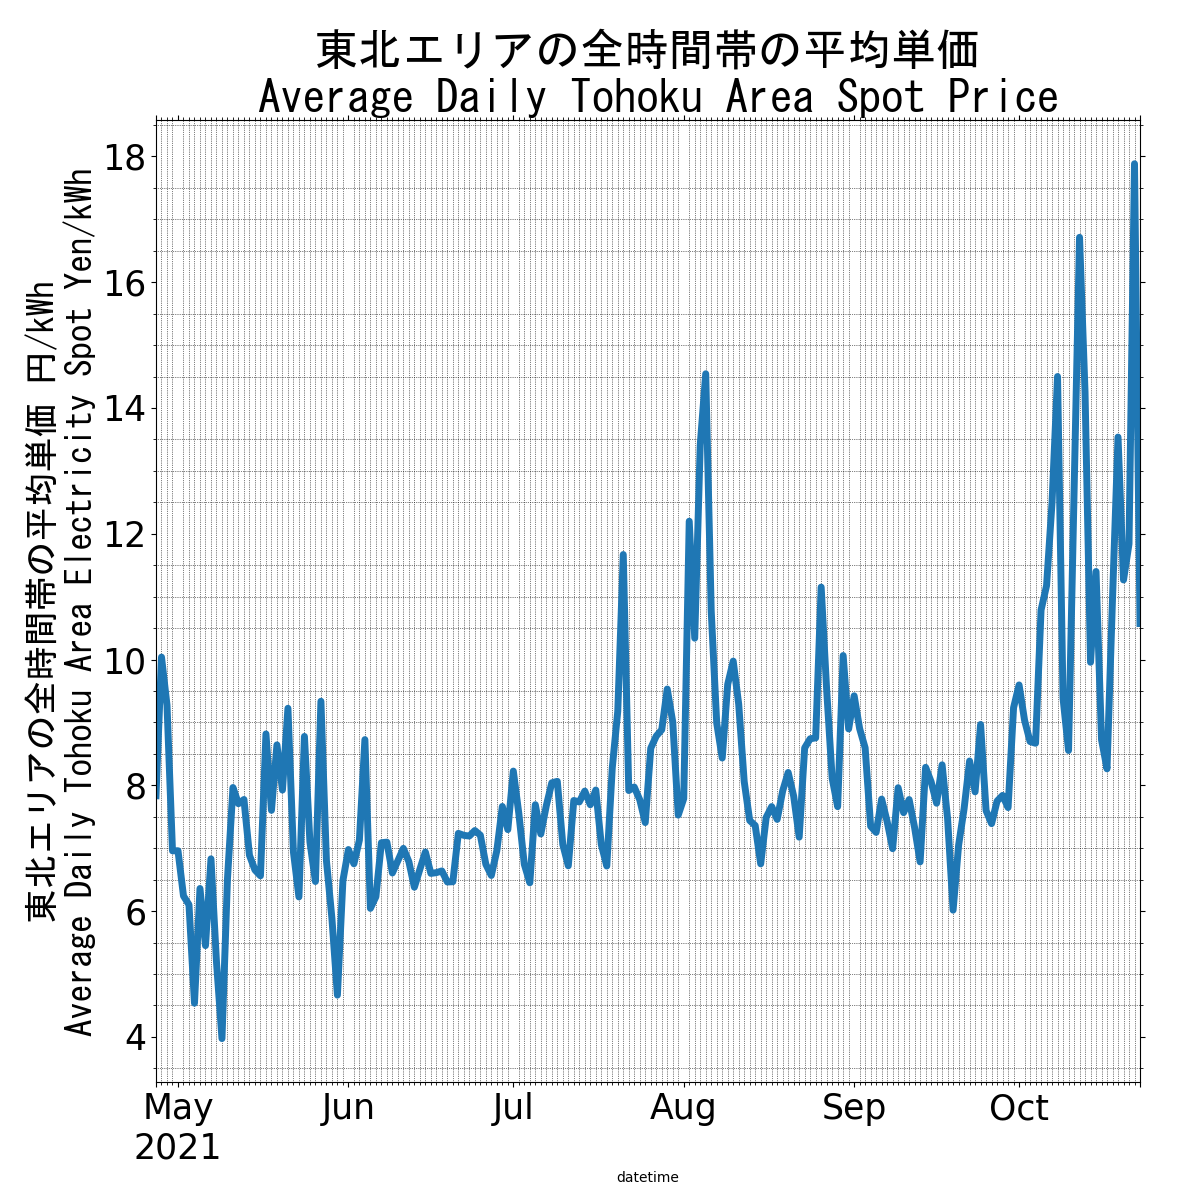 東北エリアの全時間帯の平均単価
Average Daily Tohoku Area Spot Price
東北エリアの全時間帯の平均単価 円/kWh
Average Daily Tohoku Area Electricity Spot Yen/kWh
18
16
14
12
10
8
6
4
May
2021
Jun
Jul
Aug
Sep
Oct
datetime